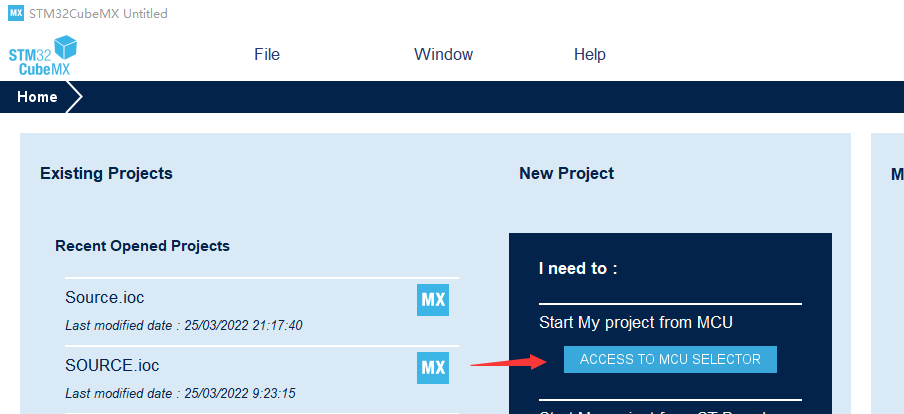 MX STM32CubeMX Untitled
STM32
CubeMX
File
Window
Help
Home
Existing Projects
Recent Opened Projects
Source.ioc
MX
Last modified date : 25/03/2022 21:17:40
SOURCE.ioc
MX
Last modified date : 25/03/2022 9:23:15
New Project
I need to :
Start My project from MCU
ACCESS TO MCU SELECTOR
M